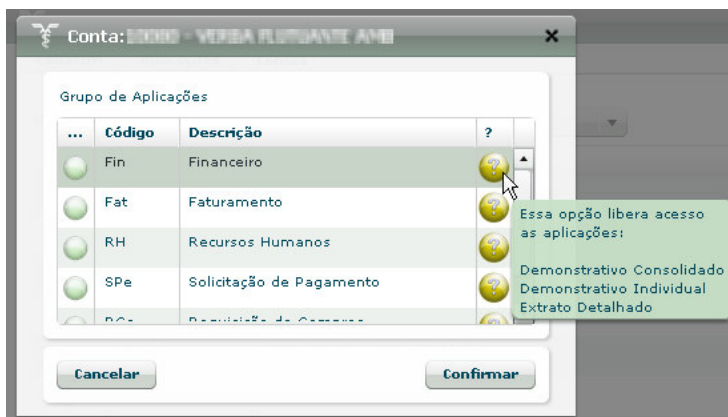 Conta:
Grupo de Aplicações
... Código Descrição ?
Fin Financeiro ?
Fat Faturamento ?
RH Recursos Humanos ?
SPe Solicitação de Pagamento ?
Essa opção libera acesso
as aplicações:
Demonstrativo Consolidado
Demonstrativo Individual
Extrato Detalhado
Cancelar Confirmar